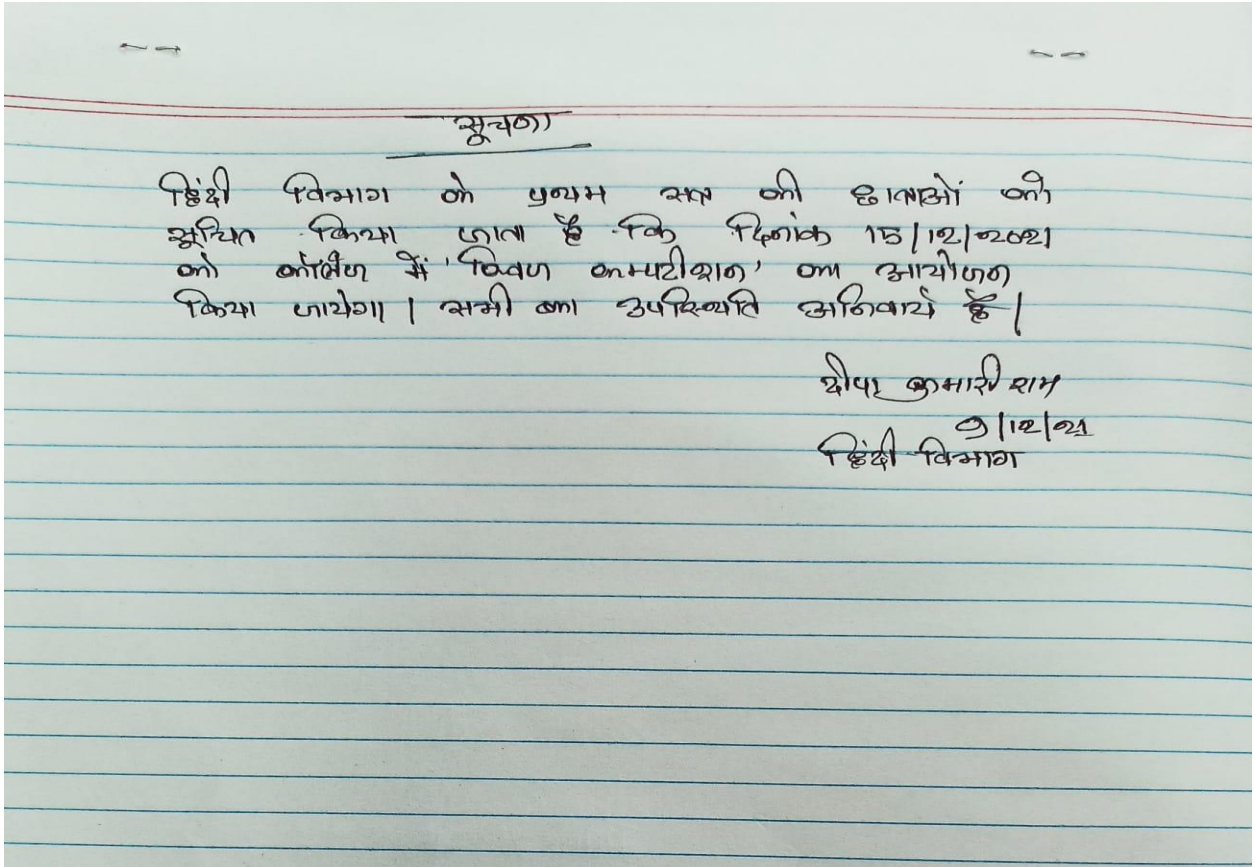 सूचना
हिंदी विभाग के प्रथम सत्र की छात्राओं को
सूचित किया जाता है कि दिनांक 15/12/2021
को कॉलेज में 'क्विज कम्पटीशन' का आयोजन
किया जायेगा। सभी का उपस्थिति अनिवार्य है।
दीपा कुमारी राम
9/12/21
हिंदी विभाग